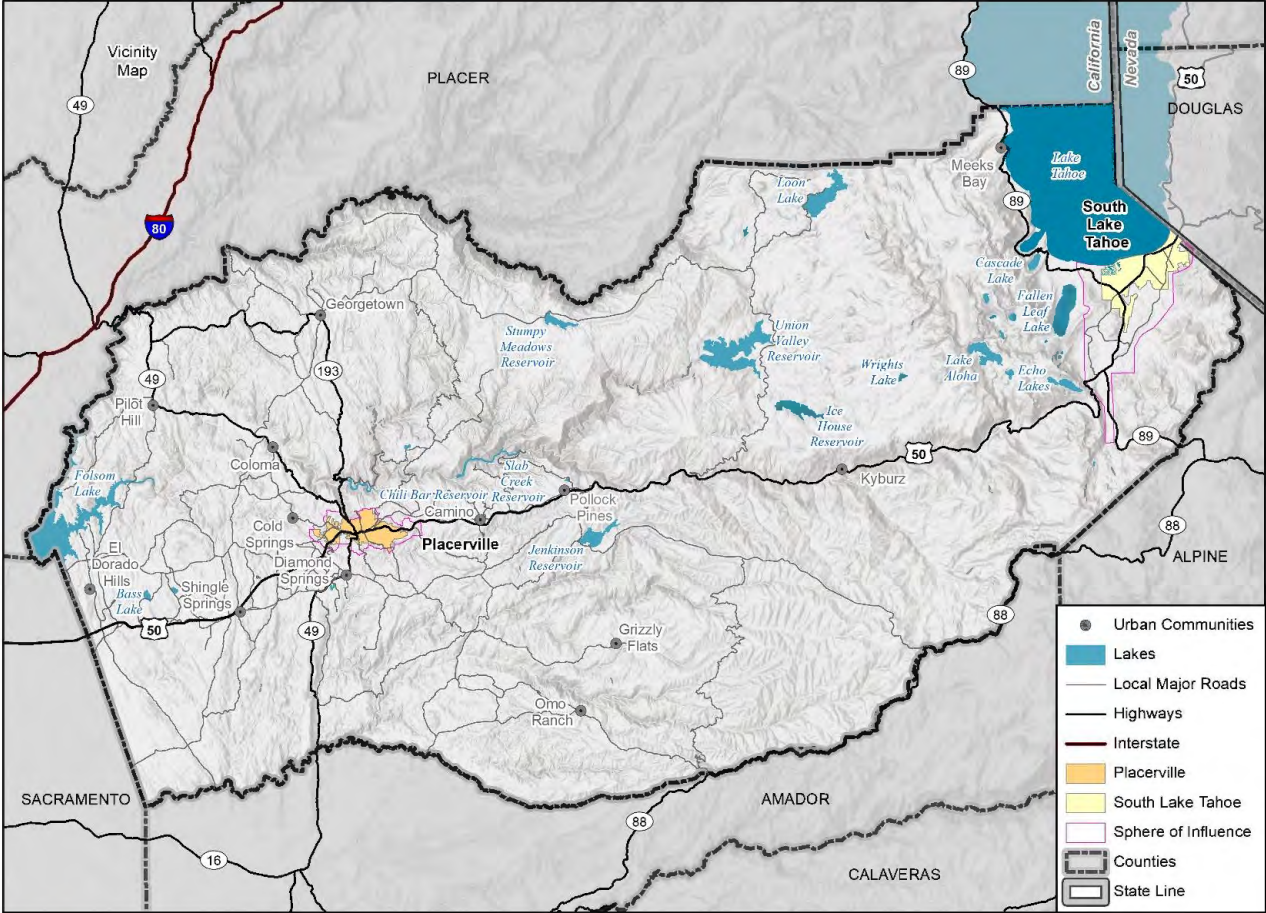 Vicinity
Map
49
80
PLACER
89
California
Nevada
50
DOUGLAS
Meeks
Bay
Lake
Tahoe
89
South
Lake
Tahoe
Loon
Lake
Cascade
Lake
Fallen
Leaf
Lake
Georgetown
Stumpy
Meadows
Reservoir
Union
Valley
Reservoir
Wrights
Lake
Lake
Aloha
Echo
Lakes
49
193
Pilot
Hill
Ice
House
Reservoir
89
50
Coloma
Folsom
Lake
Slab
Creek
Reservoir
Chili Bar Reservoir
Camino
Pollock
Pines
Kyburz
Cold
Springs
Placerville
88
El
Dorado
Hills
Bass
Lake
Shingle
Springs
Diamond
Springs
Jenkinson
Reservoir
ALPINE
50
49
Grizzly
Flats
88
Omo
Ranch
SACRAMENTO
AMADOR
88
16
CALAVERAS
Urban Communities
Lakes
Local Major Roads
Highways
Interstate
Placerville
South Lake Tahoe
Sphere of Influence
Counties
State Line